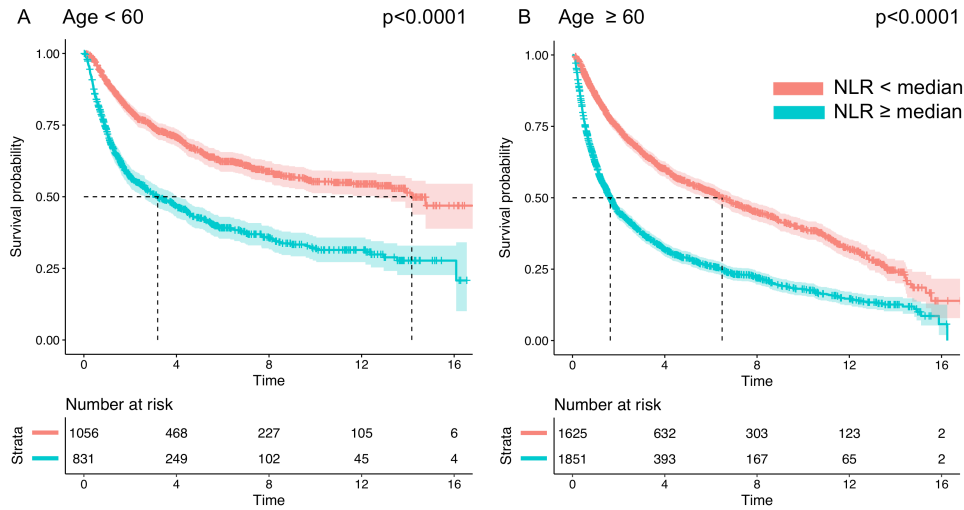 A Age < 60 p<0.0001
1.00
0.75
0.50
0.25
0.00
Survival probability
0 4 8 12 16
Time
Number at risk
Strata
1056 468 227 105 6
831 249 102 45 4
0 4 8 12 16
Time
B Age ≥ 60 p<0.0001
NLR < median
NLR ≥ median
1.00
0.75
0.50
0.25
0.00
Survival probability
0 4 8 12 16
Time
Number at risk
Strata
1625 632 303 123 2
1851 393 167 65 2
0 4 8 12 16
Time